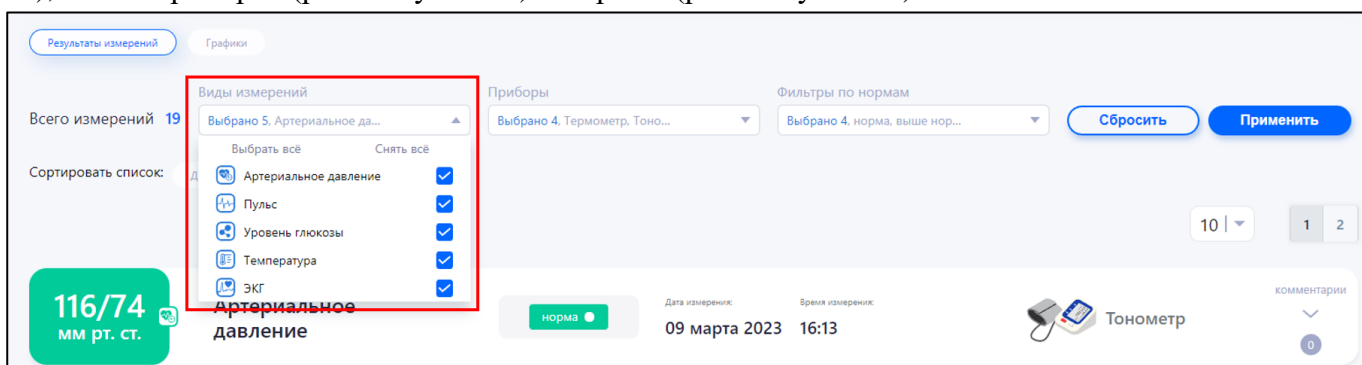 Результаты измерений
Графики
Виды измерений
Приборы
Фильтры по нормам
Всего измерений 19
Выбрано 5, Артериальное да...
Выбрано 4, Термометр, Тоно...
Выбрано 4, норма, выше нор...
Сбросить
Применить
Выбрать всё
Снять всё
Сортировать список:
Артериальное давление
Пульс
Уровень глюкозы
Температура
ЭКГ
10
1 2
116/74
мм рт. ст.
Артериальное
давление
норма
Дата измерения:
09 марта 2023
Время измерения:
16:13
Тонометр
комментарии
0